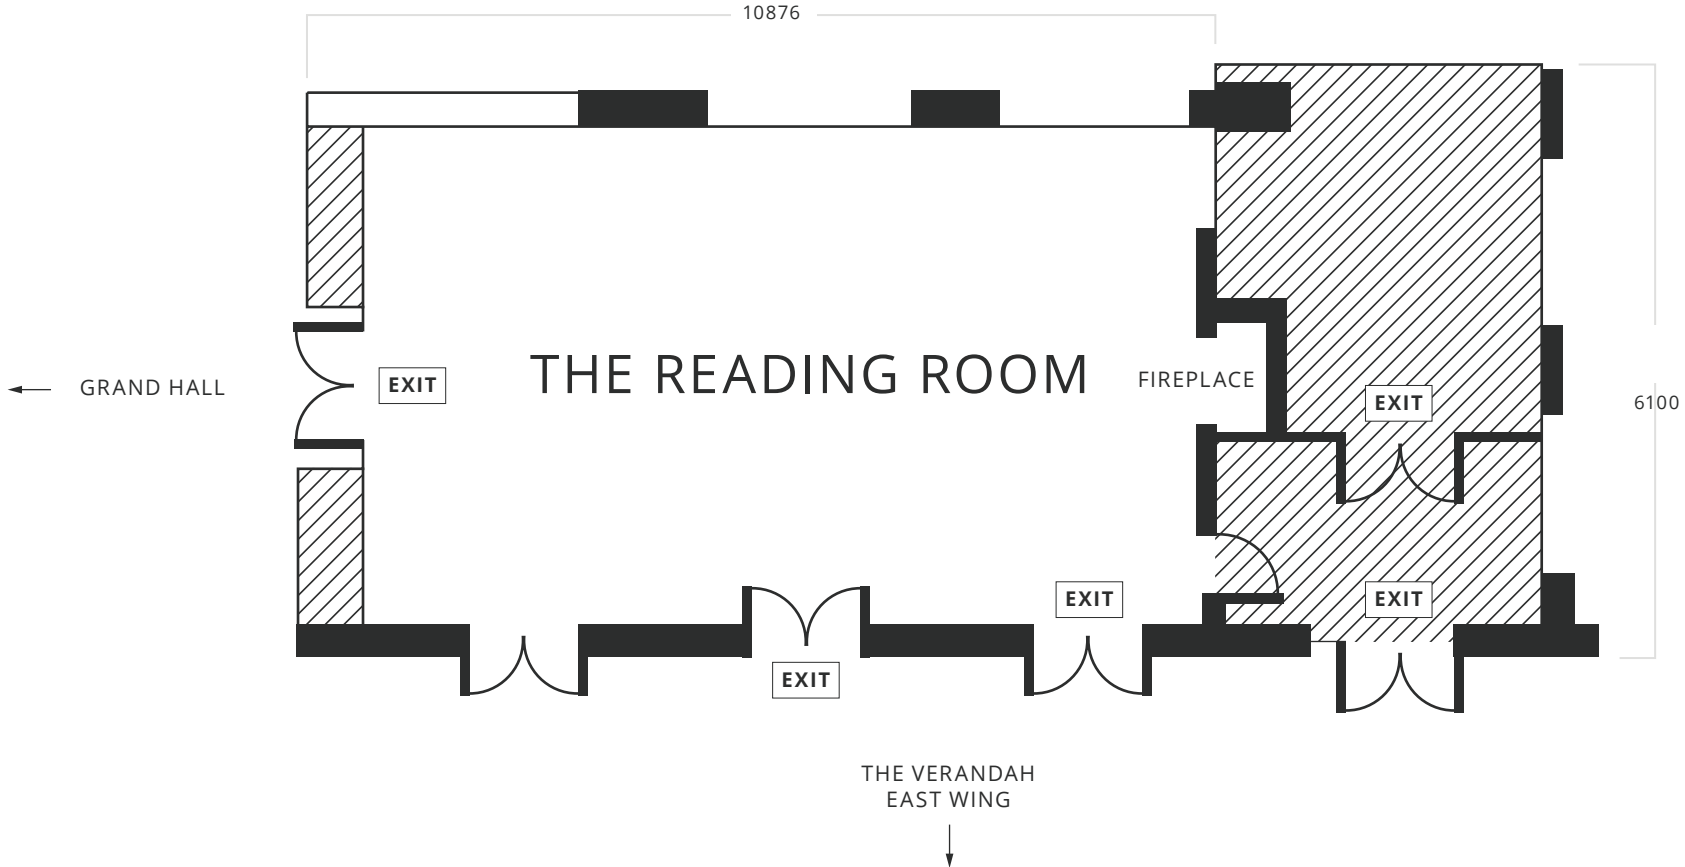 10876
THE READING ROOM
GRAND HALL
EXIT
FIREPLACE
EXIT
6100
EXIT
EXIT
EXIT
THE VERANDAH
EAST WING